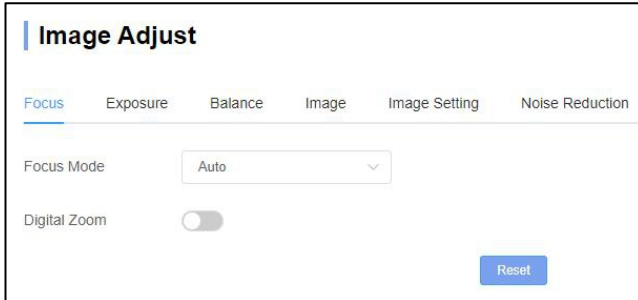 Image Adjust
Focus Exposure Balance Image Image Setting Noise Reduction
Focus Mode Auto
Digital Zoom
Reset